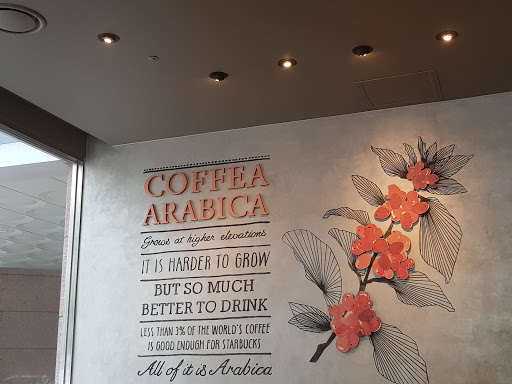 COFFEA
ARABICA
Grows at higher elevations
IT IS HARDER TO GROW
BUT SO MUCH
BETTER TO DRINK
LESS THAN 3% OF THE WORLD'S COFFEE
IS GOOD ENOUGH FOR STARBUCKS
All of it is Arabica